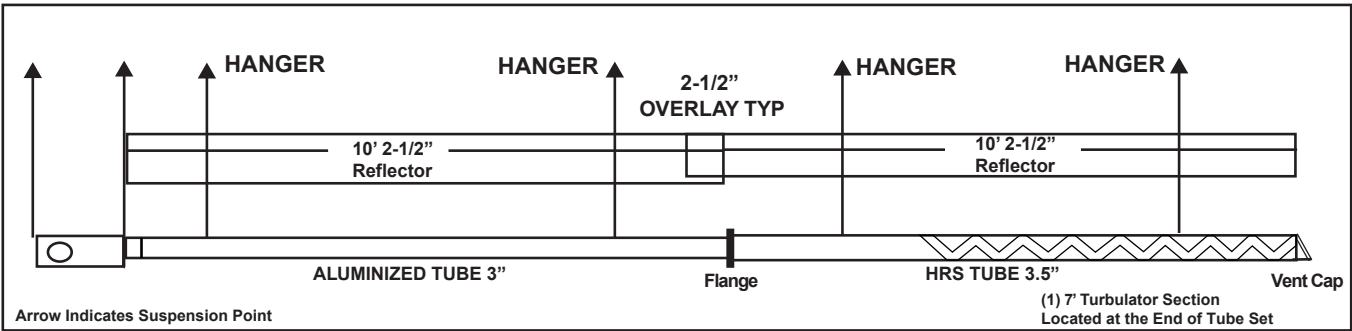 HANGER
HANGER
HANGER
HANGER
2-1/2”
OVERLAY TYP
10’ 2-1/2”
Reflector
10’ 2-1/2”
Reflector
ALUMINIZED TUBE 3”
Flange
HRS TUBE 3.5”
Vent Cap
Arrow Indicates Suspension Point
(1) 7’ Turbulator Section
Located at the End of Tube Set